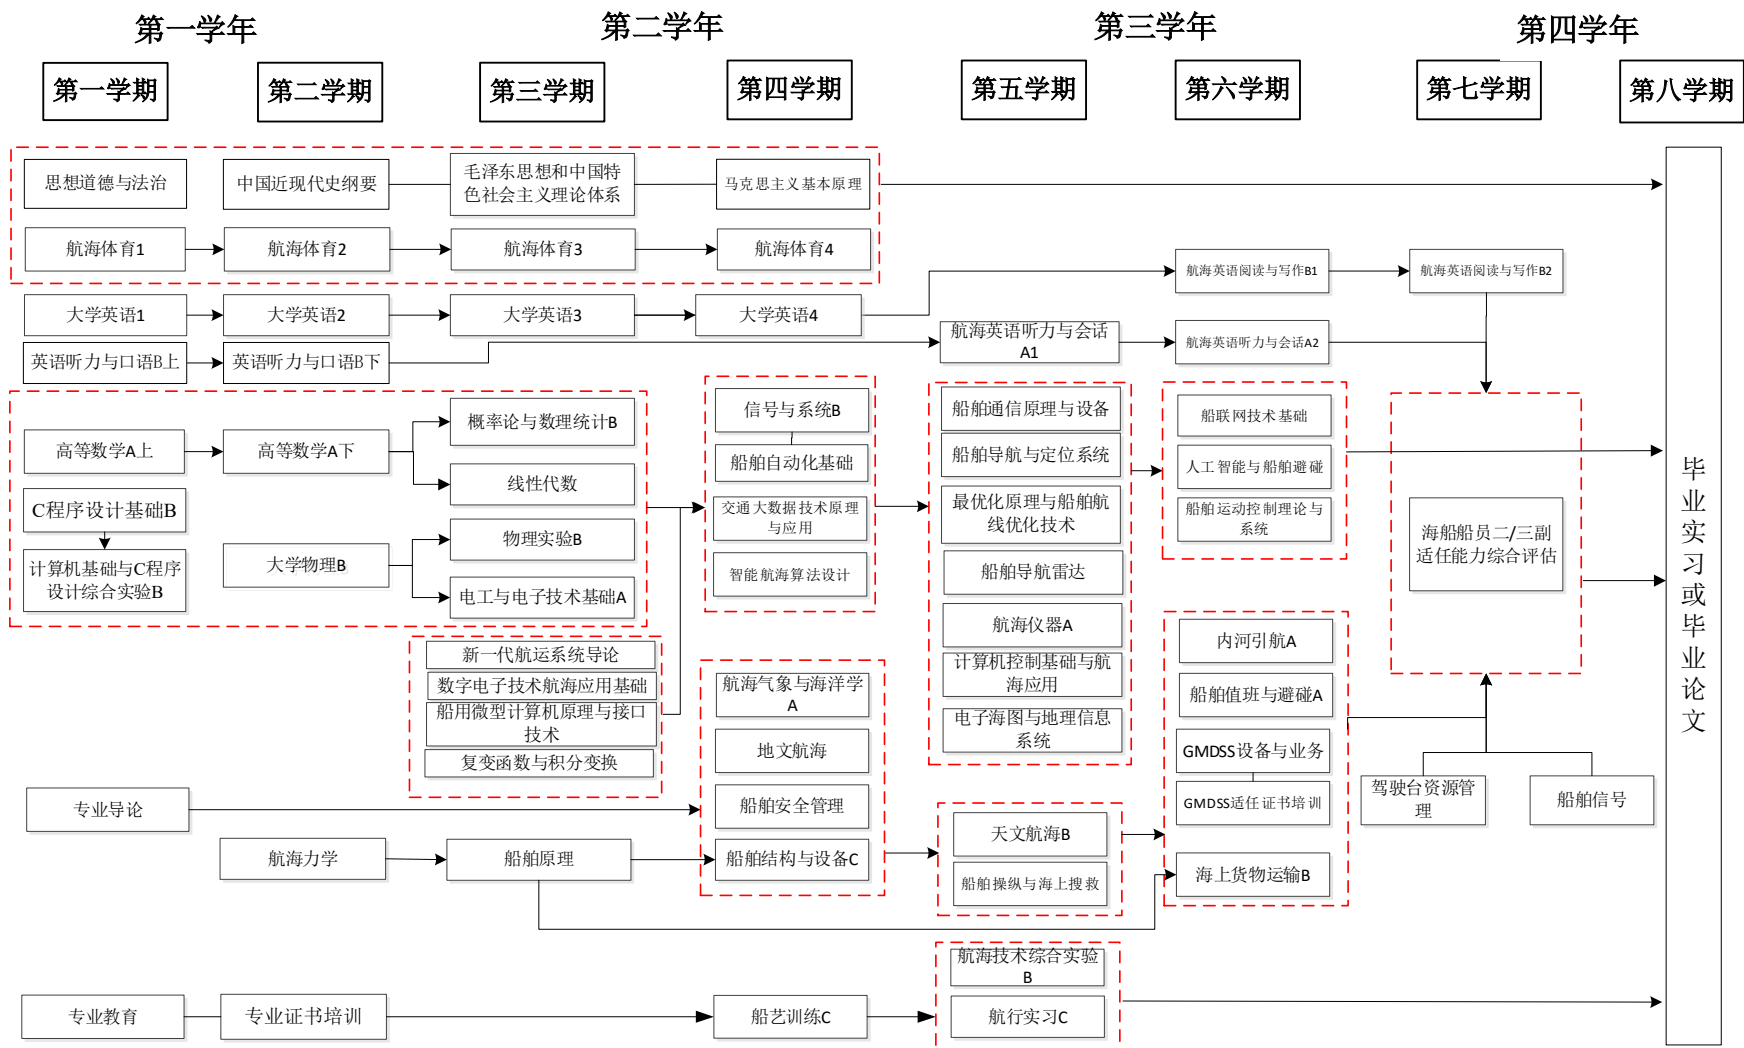 第一学年
第二学年
第三学年
第四学年
第一学期
第二学期
第三学期
第四学期
第五学期
第六学期
第七学期
第八学期
思想道德与法治
中国近现代史纲要
毛泽东思想和中国特
色社会主义理论体系
马克思主义基本原理
航海体育1
航海体育2
航海体育3
航海体育4
航海英语阅读与写作B1
航海英语阅读与写作B2
大学英语1
大学英语2
大学英语3
大学英语4
英语听力与口语B上
英语听力与口语B下
航海英语听力与会话
A1
航海英语听力与会话A2
高等数学A上
高等数学A下
概率论与数理统计B
线性代数
C程序设计基础B
计算机基础与C程序
设计综合实验B
大学物理B
物理实验B
电工与电子技术基础A
信号与系统B
船舶自动化基础
交通大数据技术原理
与应用
智能航海算法设计
船舶通信原理与设备
船舶导航与定位系统
最优化原理与船舶航
线优化技术
船舶导航雷达
航海仪器A
计算机控制基础与航
海应用
电子海图与地理信息
系统
船联网技术基础
人工智能与船舶避碰
船舶运动控制理论与
系统
海船船员二/三副
适任能力综合评估
毕业实习或毕业论文
新一代航运系统导论
数字电子技术航海应用基础
船用微型计算机原理与接口
技术
复变函数与积分变换
航海气象与海洋学
A
地文航海
船舶安全管理
船舶结构与设备C
内河引航A
船舶值班与避碰A
GMDSS设备与业务
GMDSS适任证书培训
海上货物运输B
驾驶台资源管
理
船舶信号
专业导论
航海力学
船舶原理
天文航海B
船舶操纵与海上搜救
航海技术综合实验
B
航行实习C
专业教育
专业证书培训
船艺训练C